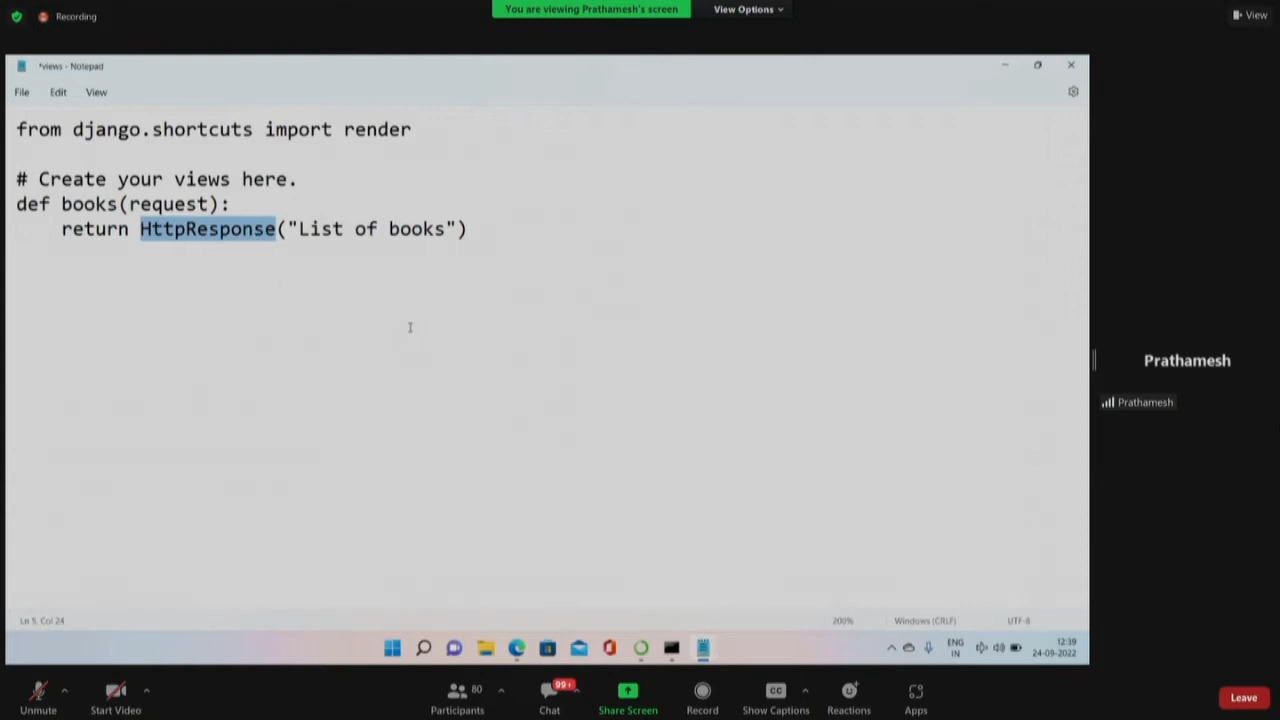 Recording
You are viewing Prathamesh's screen
View Options
View
*views - Notepad
File Edit View
from django.shortcuts import render
# Create your views here.
def books(request):
return HttpResponse("List of books")
Prathamesh
Prathamesh
Ln 5, Col 24
200%
Windows (CRLF)
UTF-8
ENG
IN
12:39
24-09-2022
Unmute
Start Video
80
Participants
99+
Chat
Share Screen
Record
CC
Show Captions
Reactions
Apps
Leave